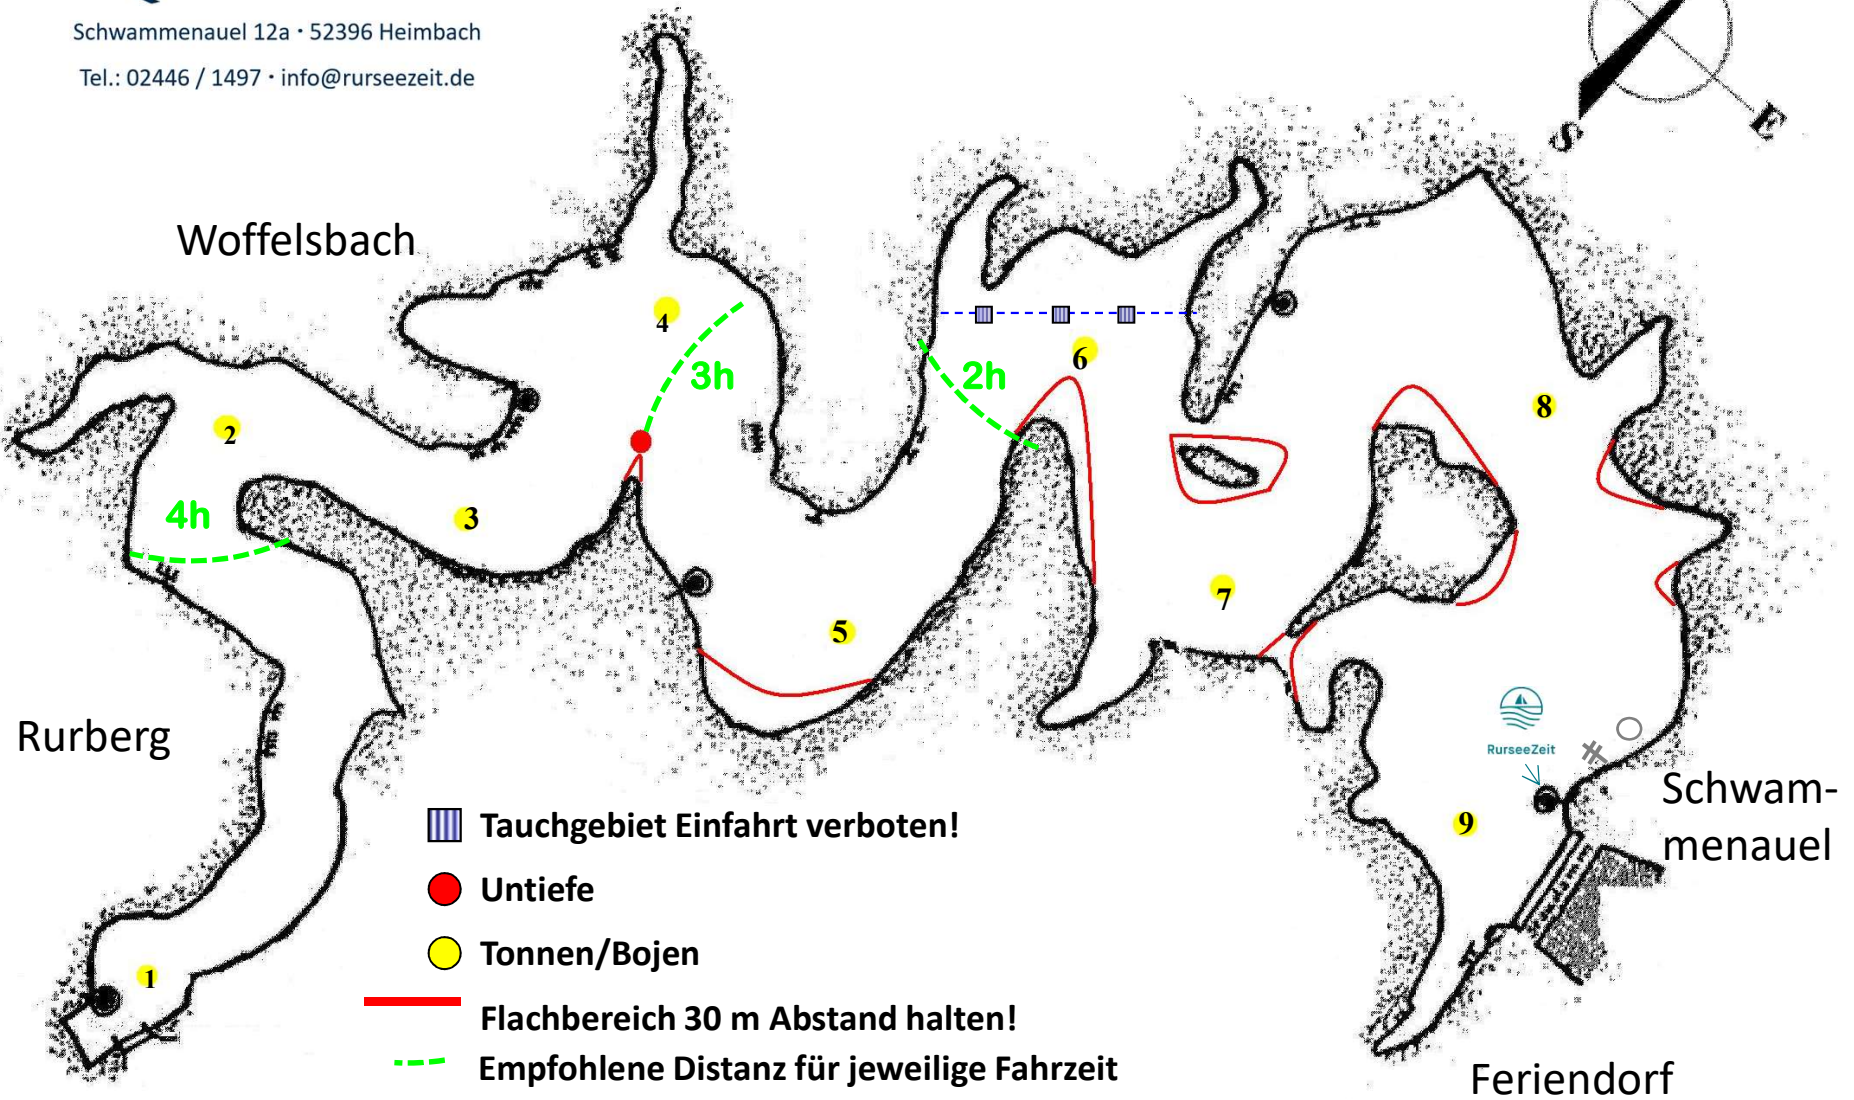 Schwammenauel 12a · 52396 Heimbach
Tel.: 02446 / 1497 · info@rurseezeit.de
S
E
Woffelsbach
4
3h
2h
6
2
8
4h
3
7
5
Rurberg
RurseeZeit
Schwam-
menauel
9
1
Tauchgebiet Einfahrt verboten!
Untiefe
Tonnen/Bojen
Flachbereich 30 m Abstand halten!
Empfohlene Distanz für jeweilige Fahrzeit
Feriendorf